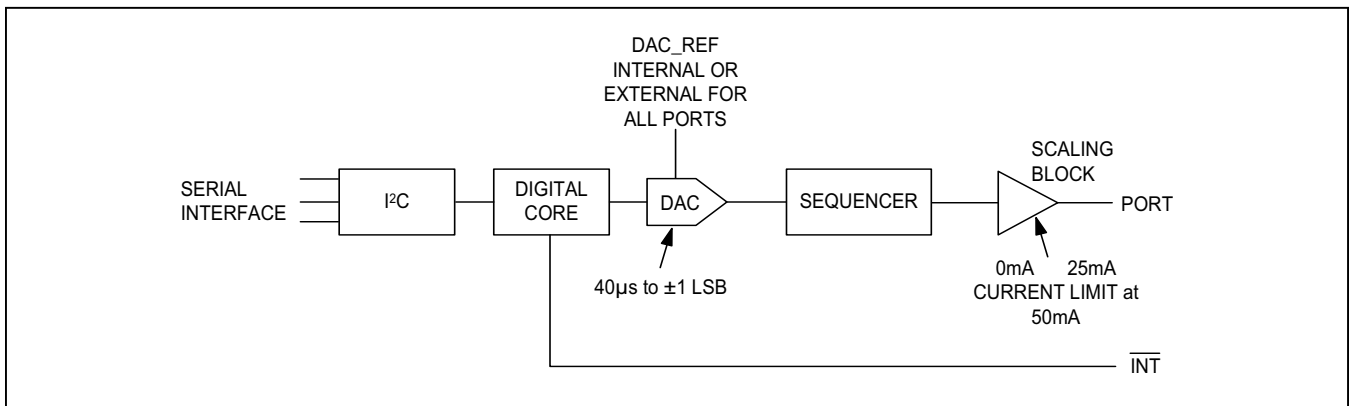 DAC_REF
INTERNAL OR
EXTERNAL FOR
ALL PORTS
SERIAL
INTERFACE
I²C
DIGITAL
CORE
DAC
SEQUENCER
SCALING
BLOCK
PORT
40µs to ±1 LSB
0mA 25mA
CURRENT LIMIT at
50mA
INT